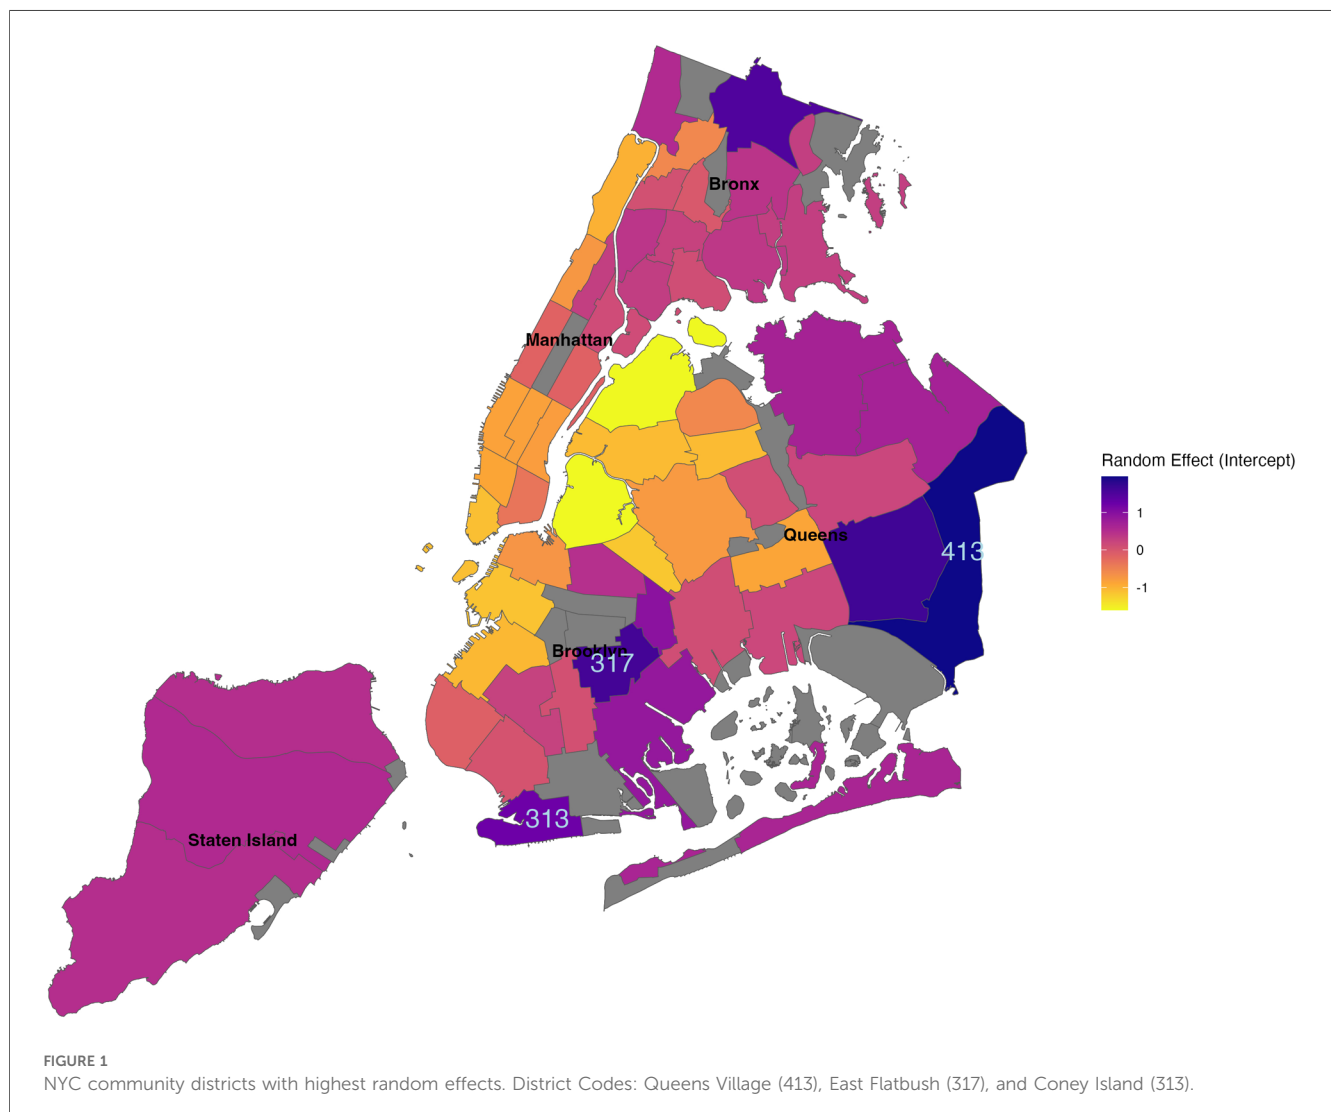 Bronx
Manhattan
Random Effect (Intercept)
1
0
-1
Queens
413
Brooklyn
317
313
Staten Island
FIGURE 1
NYC community districts with highest random effects. District Codes: Queens Village (413), East Flatbush (317), and Coney Island (313).